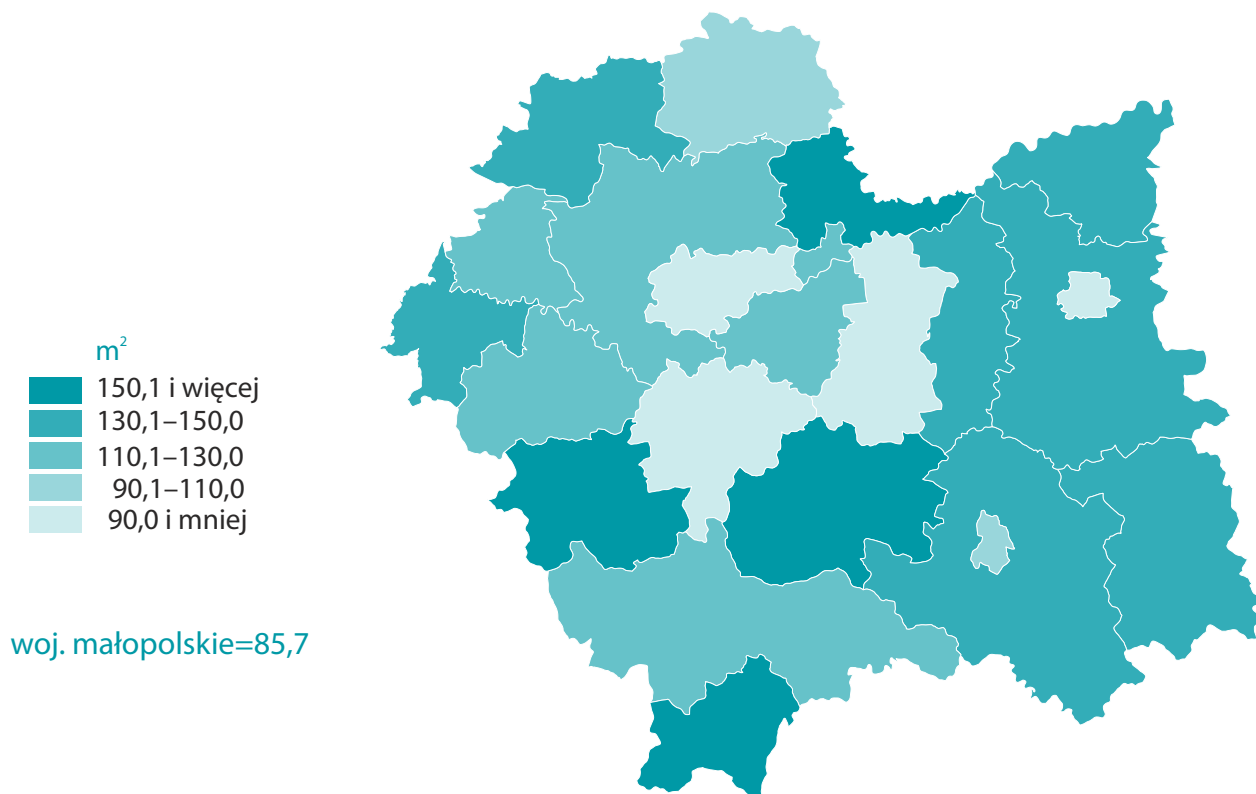 m²
150,1 i więcej
130,1–150,0
110,1–130,0
90,1–110,0
90,0 i mniej
woj. małopolskie=85,7